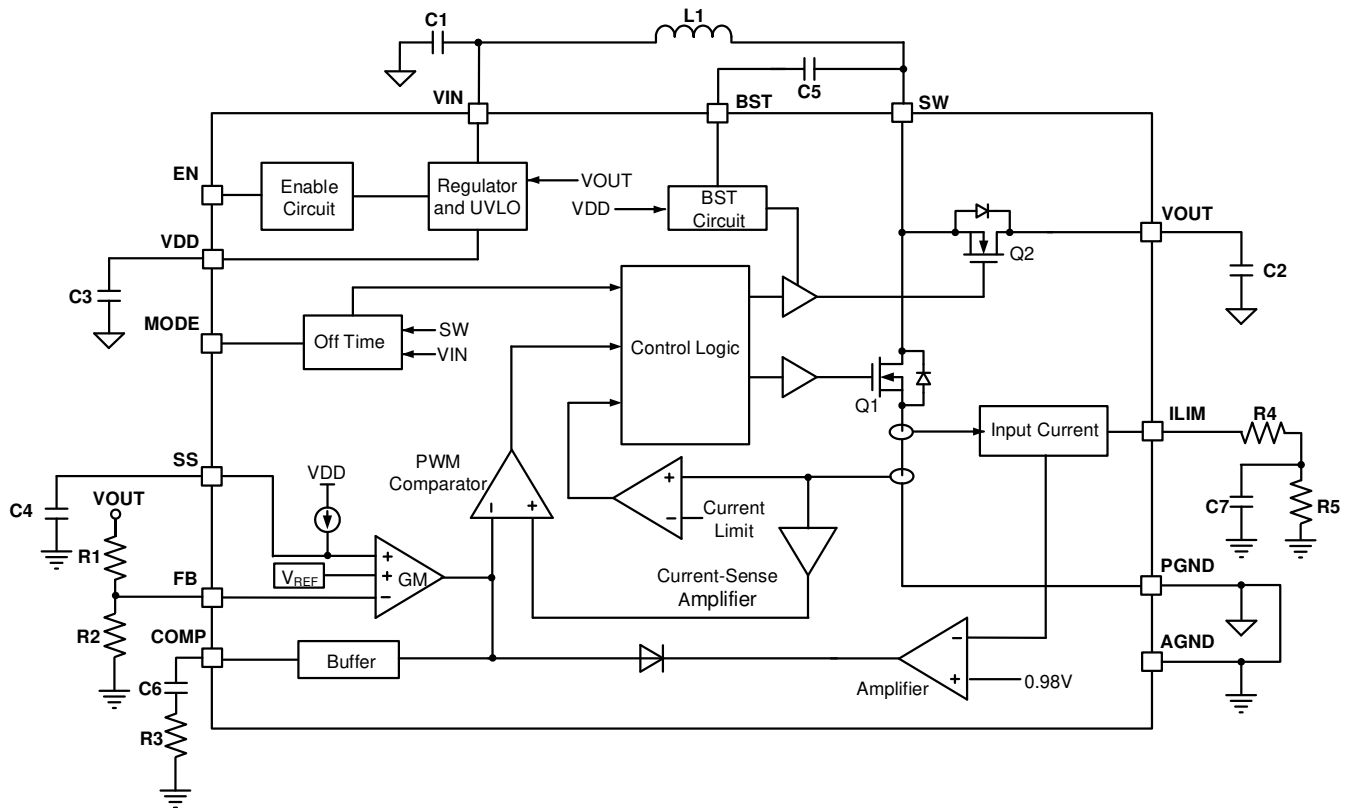 C1
L1
C5
VIN
BST
SW
EN
Enable
Circuit
Regulator
and UVLO
VOUT
VDD
BST
Circuit
VOUT
VDD
Q2
C2
C3
MODE
Off Time
SW
VIN
Control Logic
Q1
Input Current
ILIM
R4
SS
VDD
PWM
Comparator
+
−
Current
Limit
C7
R5
C4
VOUT
R1
− +
VREF
+
+
−
GM
Current-Sense
Amplifier
PGND
FB
R2
COMP
Buffer
−
+
Amplifier
0.98V
AGND
C6
R3